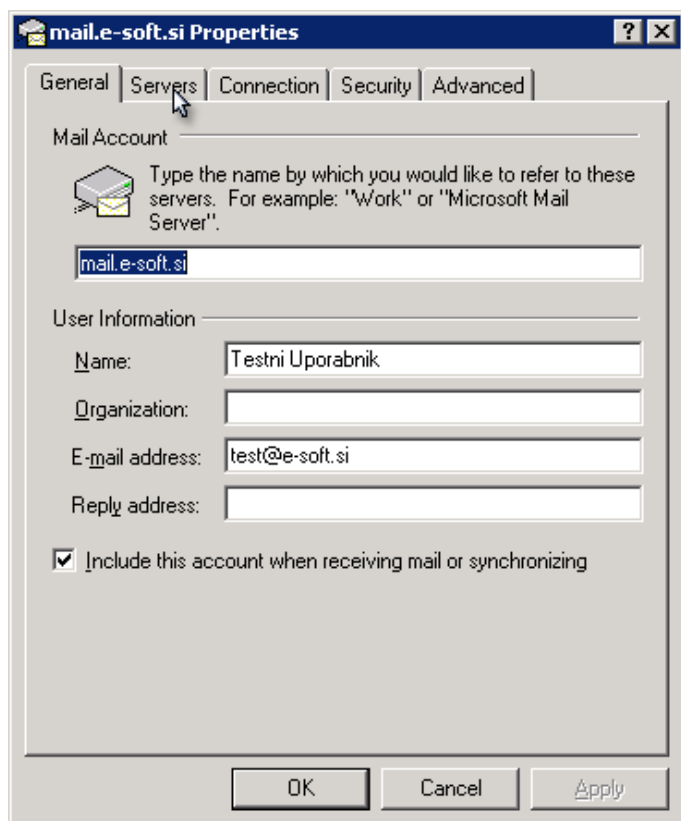 mail.e-soft.si Properties
General Servers Connection Security Advanced
Mail Account
Type the name by which you would like to refer to these
servers. For example: "Work" or "Microsoft Mail
Server".
mail.e-soft.si
User Information
Name: Testni Uporabnik
Organization:
E-mail address: test@e-soft.si
Reply address:
Include this account when receiving mail or synchronizing
OK Cancel Apply